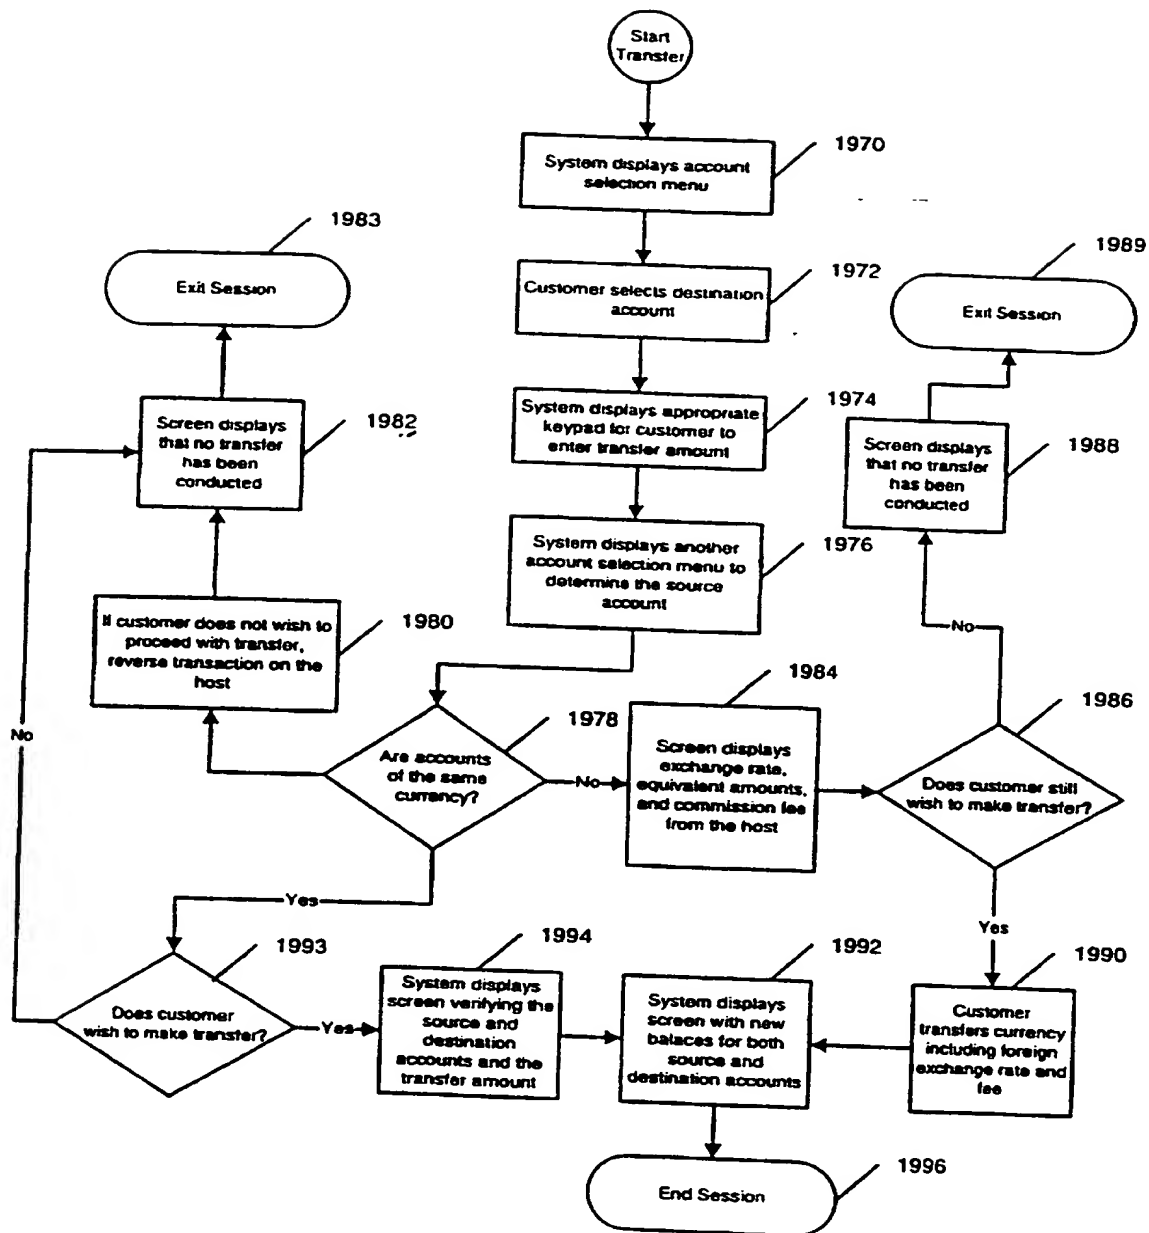 Start
Transfer
1970
System displays account
selection menu
1983
Exit Session
1972
Customer selects destination
account
1989
Exit Session
1974
System displays appropriate
keypad for customer to
enter transfer amount
1982
Screen displays
that no transfer
has been
conducted
1988
Screen displays
that no transfer
has been
conducted
1976
System displays another
account selection menu to
determine the source
account
1980
If customer does not wish to
proceed with transfer,
reverse transaction on the
host
No
1984
Screen displays
exchange rate,
equivalent amounts,
and commission fee
from the host
1986
Does customer still
wish to make transfer?
1978
Are accounts
of the same
currency?
No
No
Yes
Yes
1993
Does customer
wish to make transfer?
Yes
1994
System displays
screen verifying the
source and
destination
accounts and the
transfer amount
1992
System displays
screen with new
balaces for both
source and
destination accounts
1990
Customer
transfers currency
including foreign
exchange rate and
fee
1996
End Session